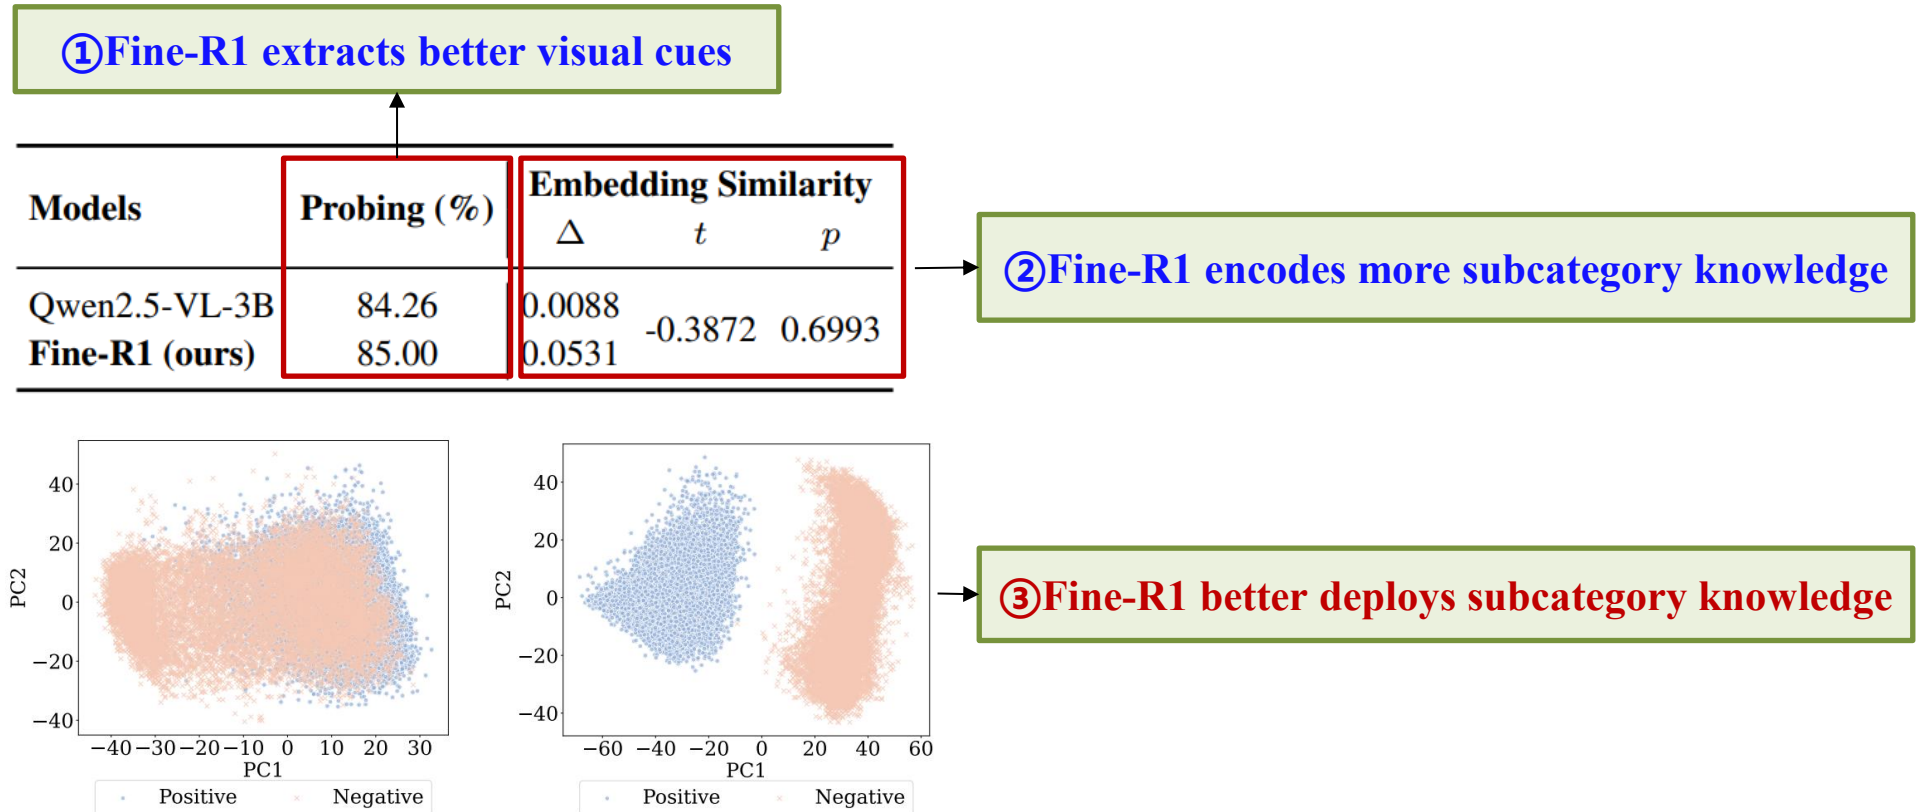 ①Fine-R1 extracts better visual cues
Models Probing (%) Embedding Similarity
Δ t p
Qwen2.5-VL-3B 84.26 0.0088 -0.3872 0.6993
Fine-R1 (ours) 85.00 0.0531
②Fine-R1 encodes more subcategory knowledge
PC2
40
20
0
−20
−40
−40 −30 −20 −10 0 10 20 30
PC1
Positive Negative
PC2
40
20
0
−20
−40
−60 −40 −20 0 20 40 60
PC1
Positive Negative
③Fine-R1 better deploys subcategory knowledge